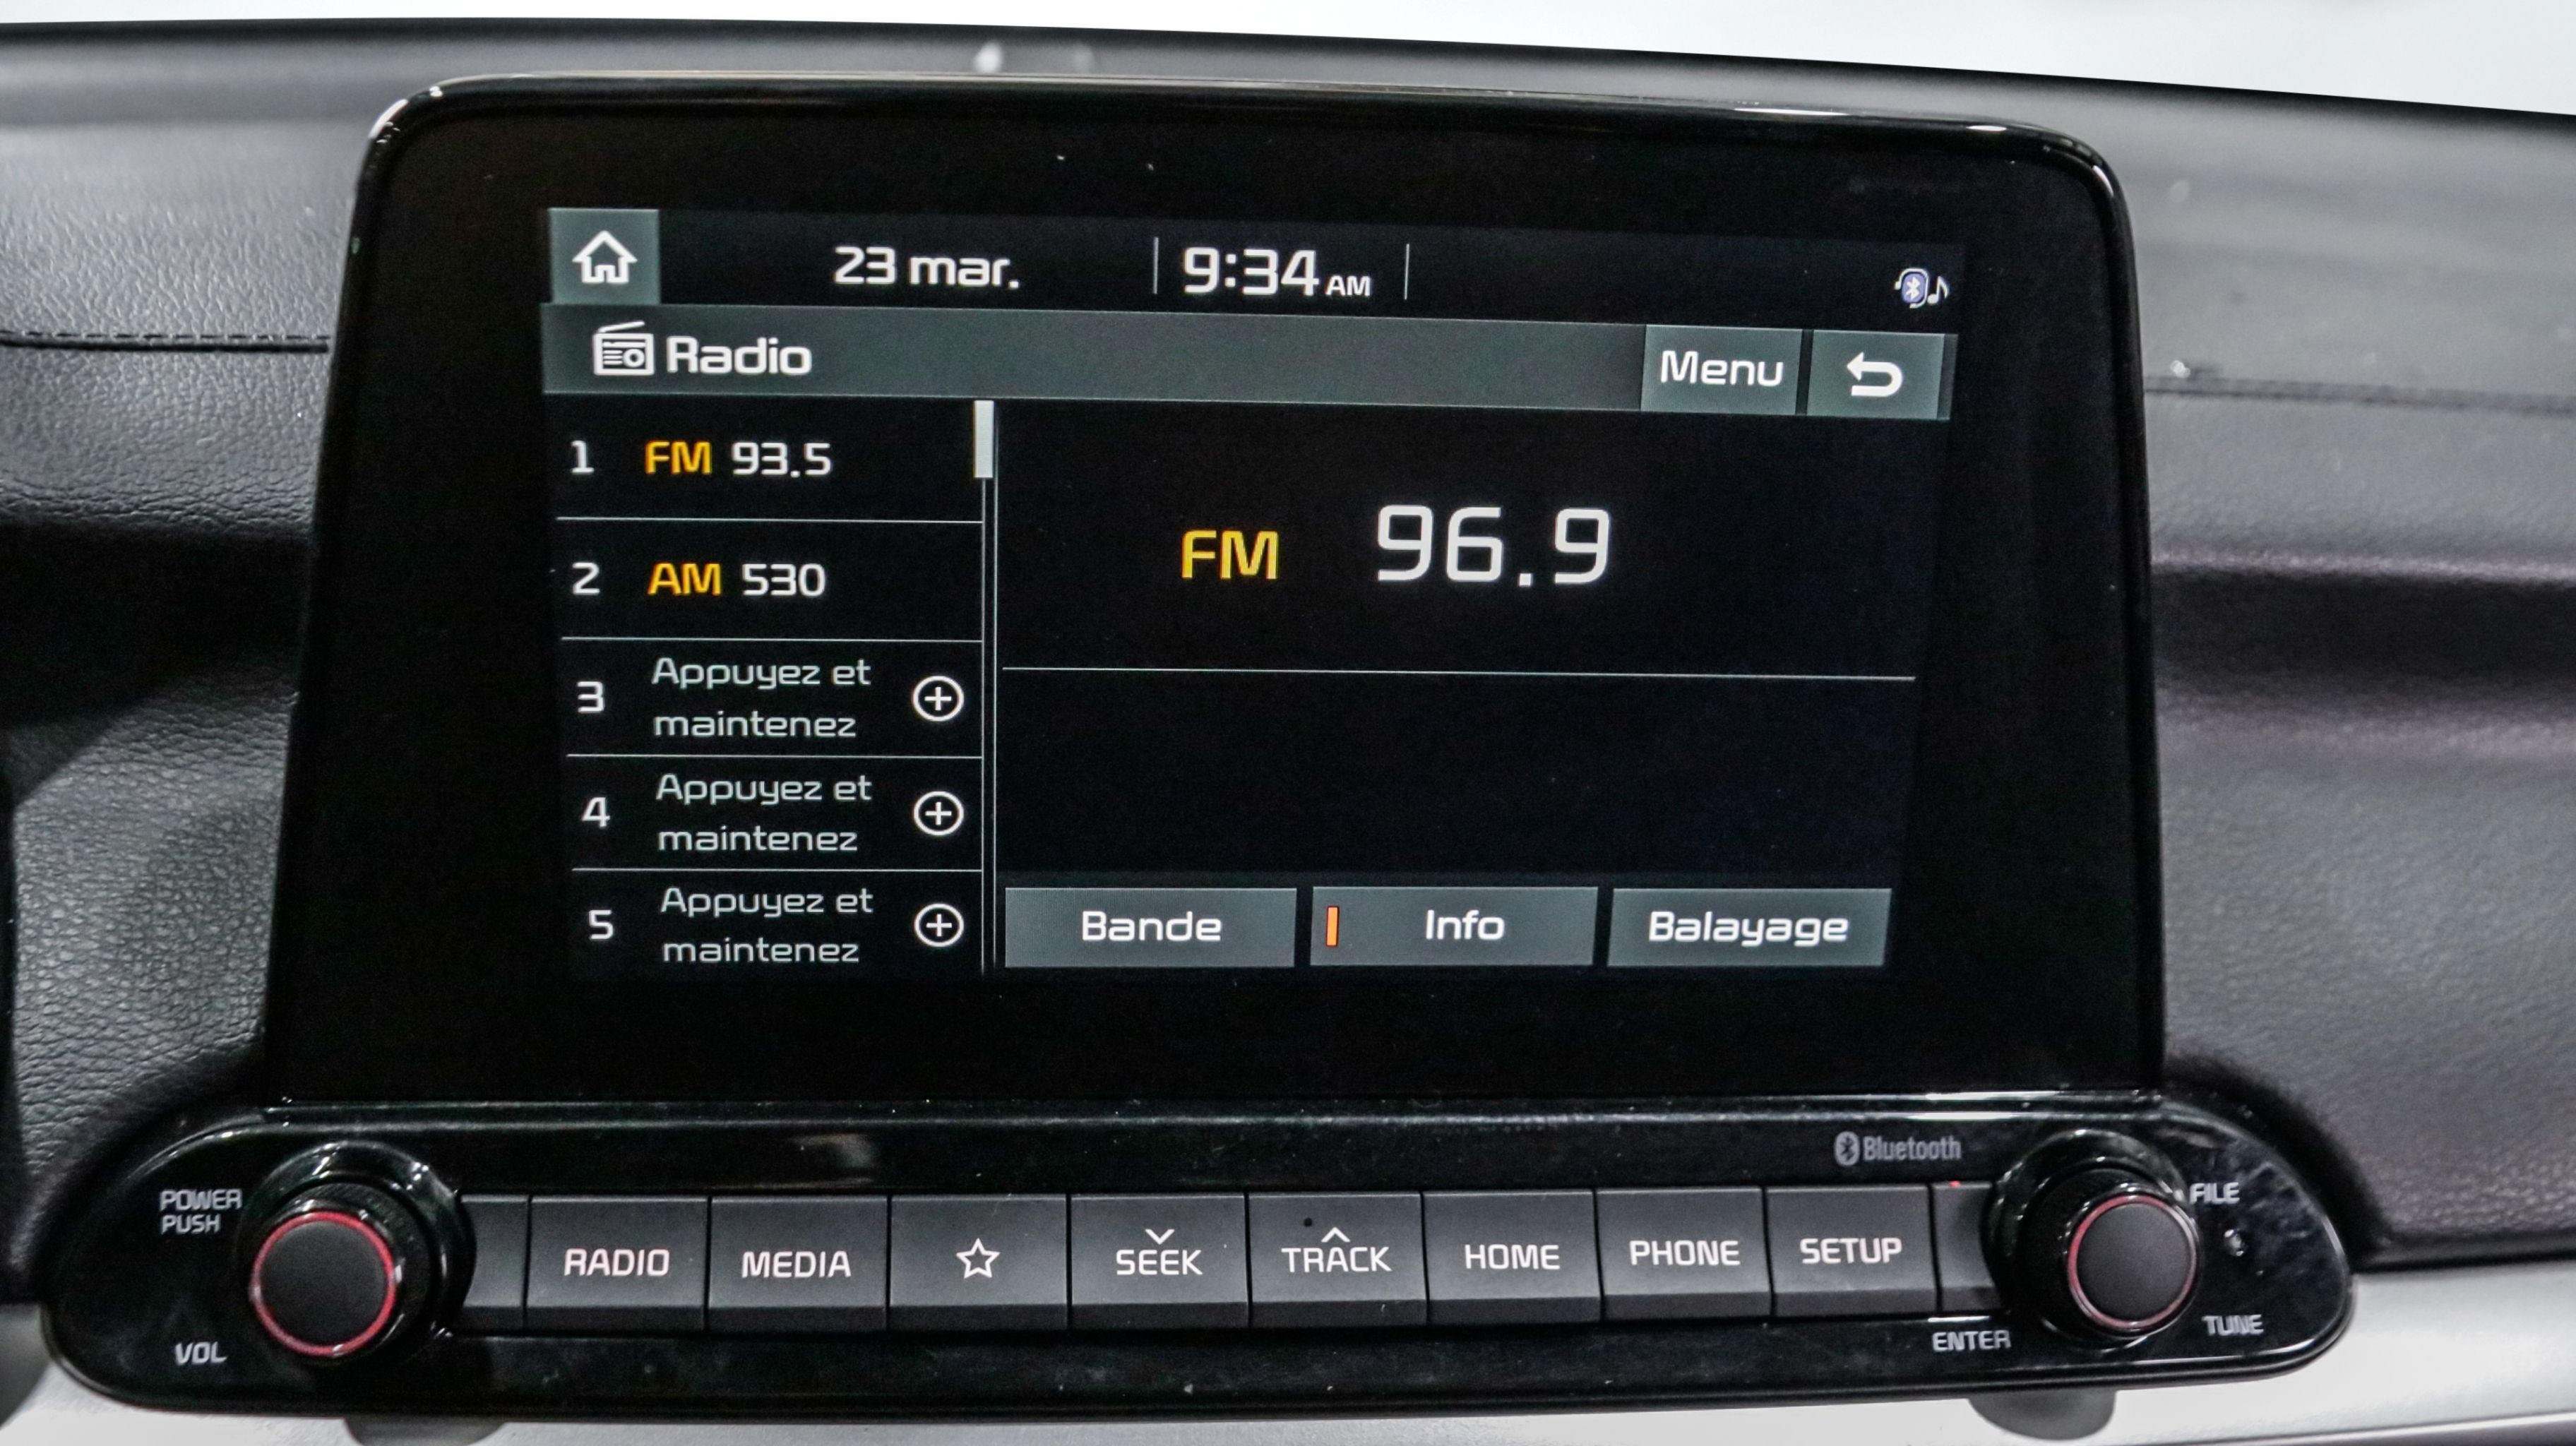 23 mar. 9:34 AM
Radio Menu
1 FM 93.5
2 AM 530
3 Appuyez et
maintenez
4 Appuyez et
maintenez
5 Appuyez et
maintenez
FM 96.9
Bande Info Balayage
Bluetooth
POWER
PUSH
VOL
RADIO MEDIA SEEK TRACK HOME PHONE SETUP
FILE
TUNE
ENTER